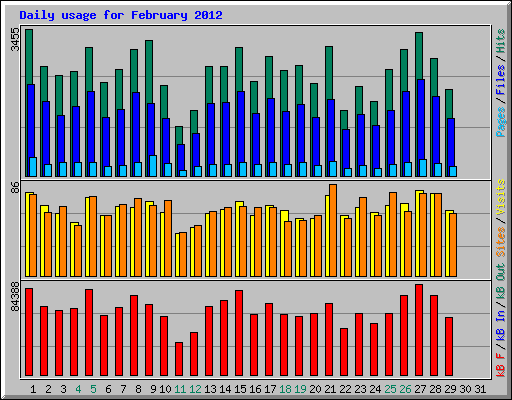 Daily usage for February 2012
3455
Pages / Files / Hits
86
Sites / Visits
84388
kB F / kB In / kB Out
1 2 3 4 5 6 7 8 9 10 11 12 13 14 15 16 17 18 19 20 21 22 23 24 25 26 27 28 29 30 31